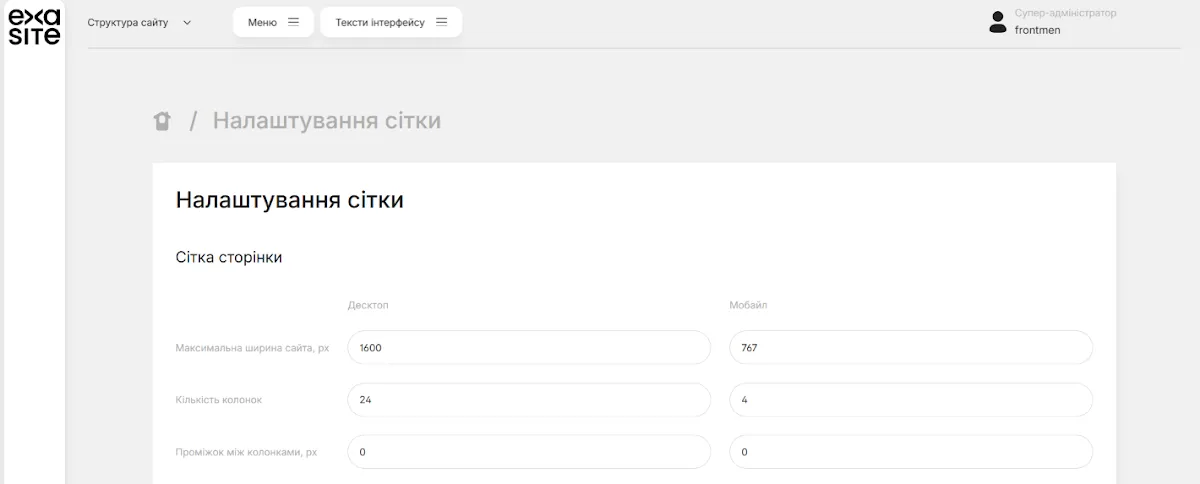 exa
site
Структура сайту
Меню
Тексти інтерфейсу
Супер-адміністратор
frontmen
/ Налаштування сітки
Налаштування сітки
Сітка сторінки
Десктоп Мобайл
Максимальна ширина сайта, px 1600 767
Кількість колонок 24 4
Проміжок між колонками, px 0 0